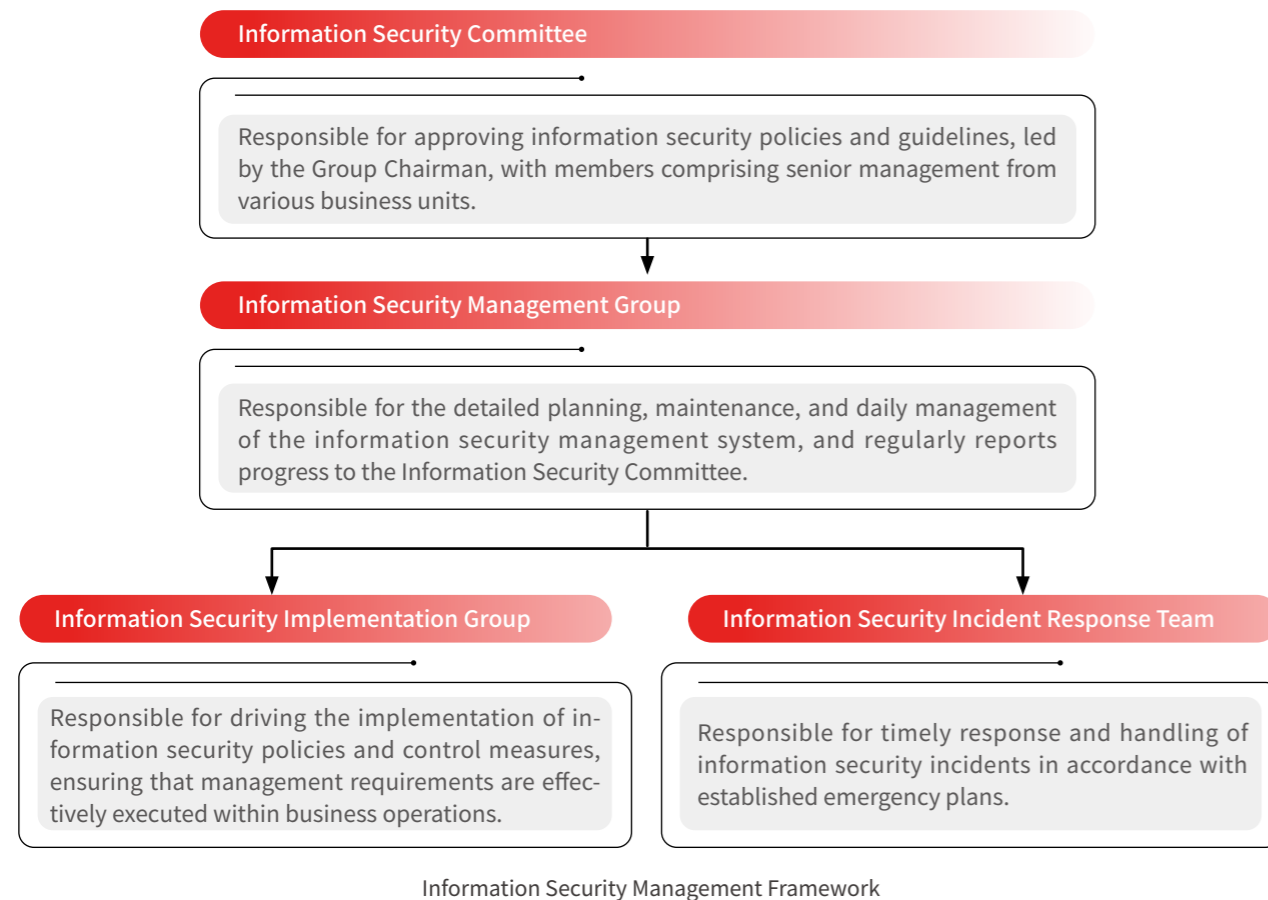 Information Security Committee
Responsible for approving information security policies and guidelines, led
by the Group Chairman, with members comprising senior management from
various business units.
Information Security Management Group
Responsible for the detailed planning, maintenance, and daily management
of the information security management system, and regularly reports
progress to the Information Security Committee.
Information Security Implementation Group
Responsible for driving the implementation of in-
formation security policies and control measures,
ensuring that management requirements are effec-
tively executed within business operations.
Information Security Incident Response Team
Responsible for timely response and handling of
information security incidents in accordance with
established emergency plans.
Information Security Management Framework